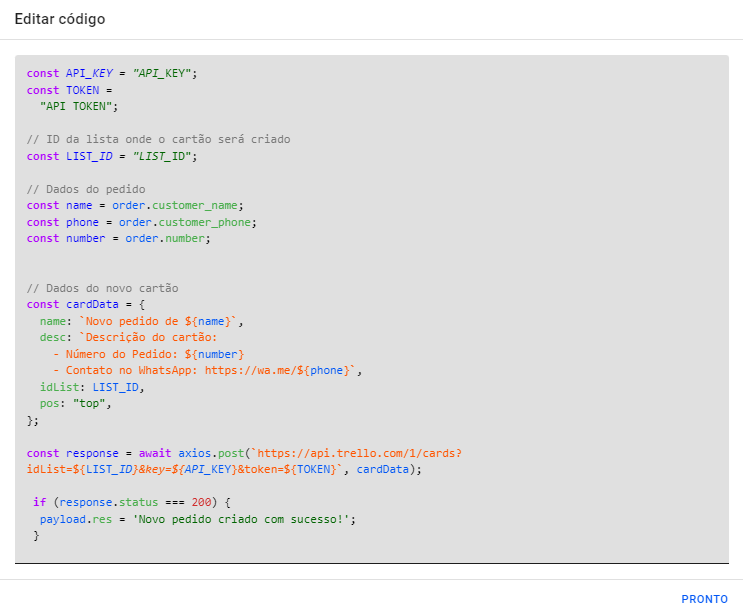 Editar código
const API_KEY = "API_KEY";
const TOKEN =
"API TOKEN";
// ID da lista onde o cartão será criado
const LIST_ID = "LIST_ID";
// Dados do pedido
const name = order.customer_name;
const phone = order.customer_phone;
const number = order.number;
// Dados do novo cartão
const cardData = {
name: `Novo pedido de ${name}`,
desc: `Descrição do cartão:
- Número do Pedido: ${number}
- Contato no WhatsApp: https://wa.me/${phone}`,
idList: LIST_ID,
pos: "top",
};
const response = await axios.post(`https://api.trello.com/1/cards?
idList=${LIST_ID}&key=${API_KEY}&token=${TOKEN}`, cardData);
if (response.status === 200) {
payload.res = 'Novo pedido criado com sucesso!';
}
PRONTO